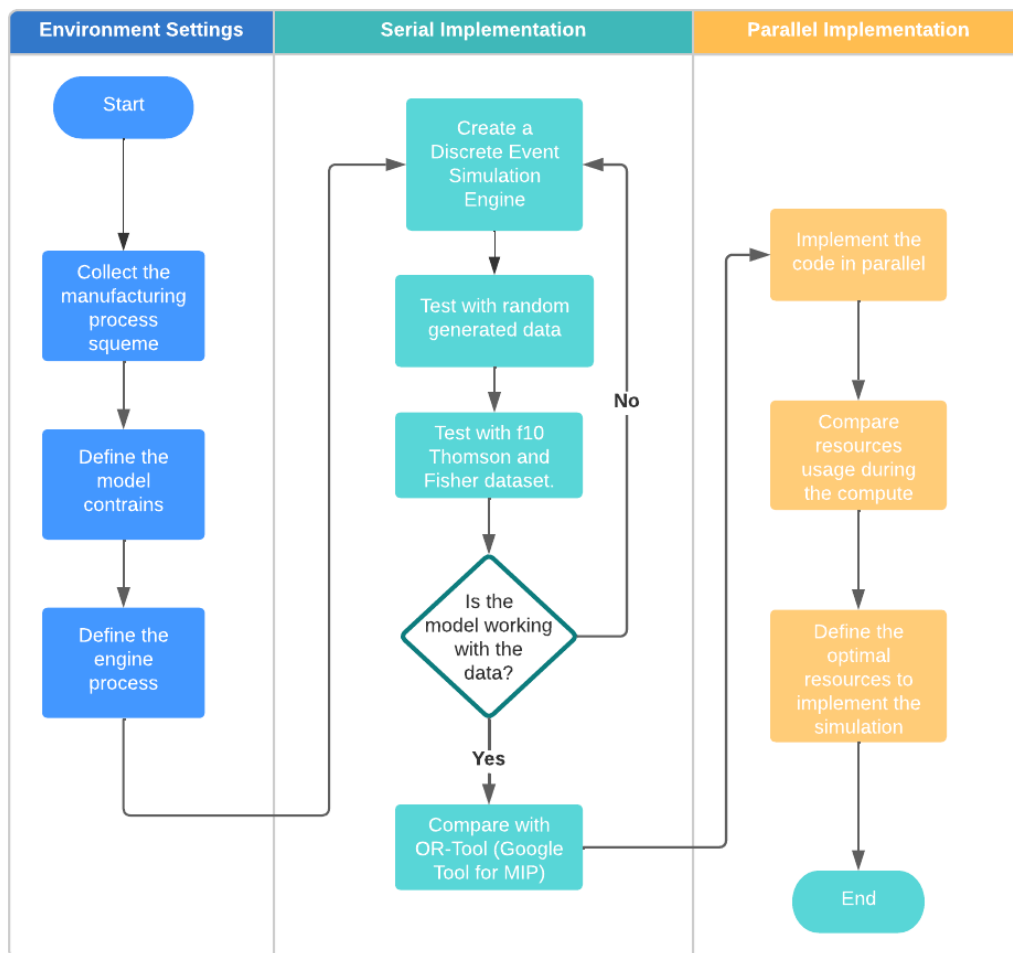 Environment Settings
Serial Implementation
Parallel Implementation
Start
Collect the
manufacturing
process
squeme
Define the
model
contrains
Define the
engine
process
Create a
Discrete Event
Simulation
Engine
Test with random
generated data
Test with f10
Thomson and
Fisher dataset.
Is the
model working
with the
data?
No
Yes
Compare with
OR-Tool (Google
Tool for MIP)
Implement the
code in parallel
Compare
resources
usage during
the compute
Define the
optimal
resources to
implement the
simulation
End